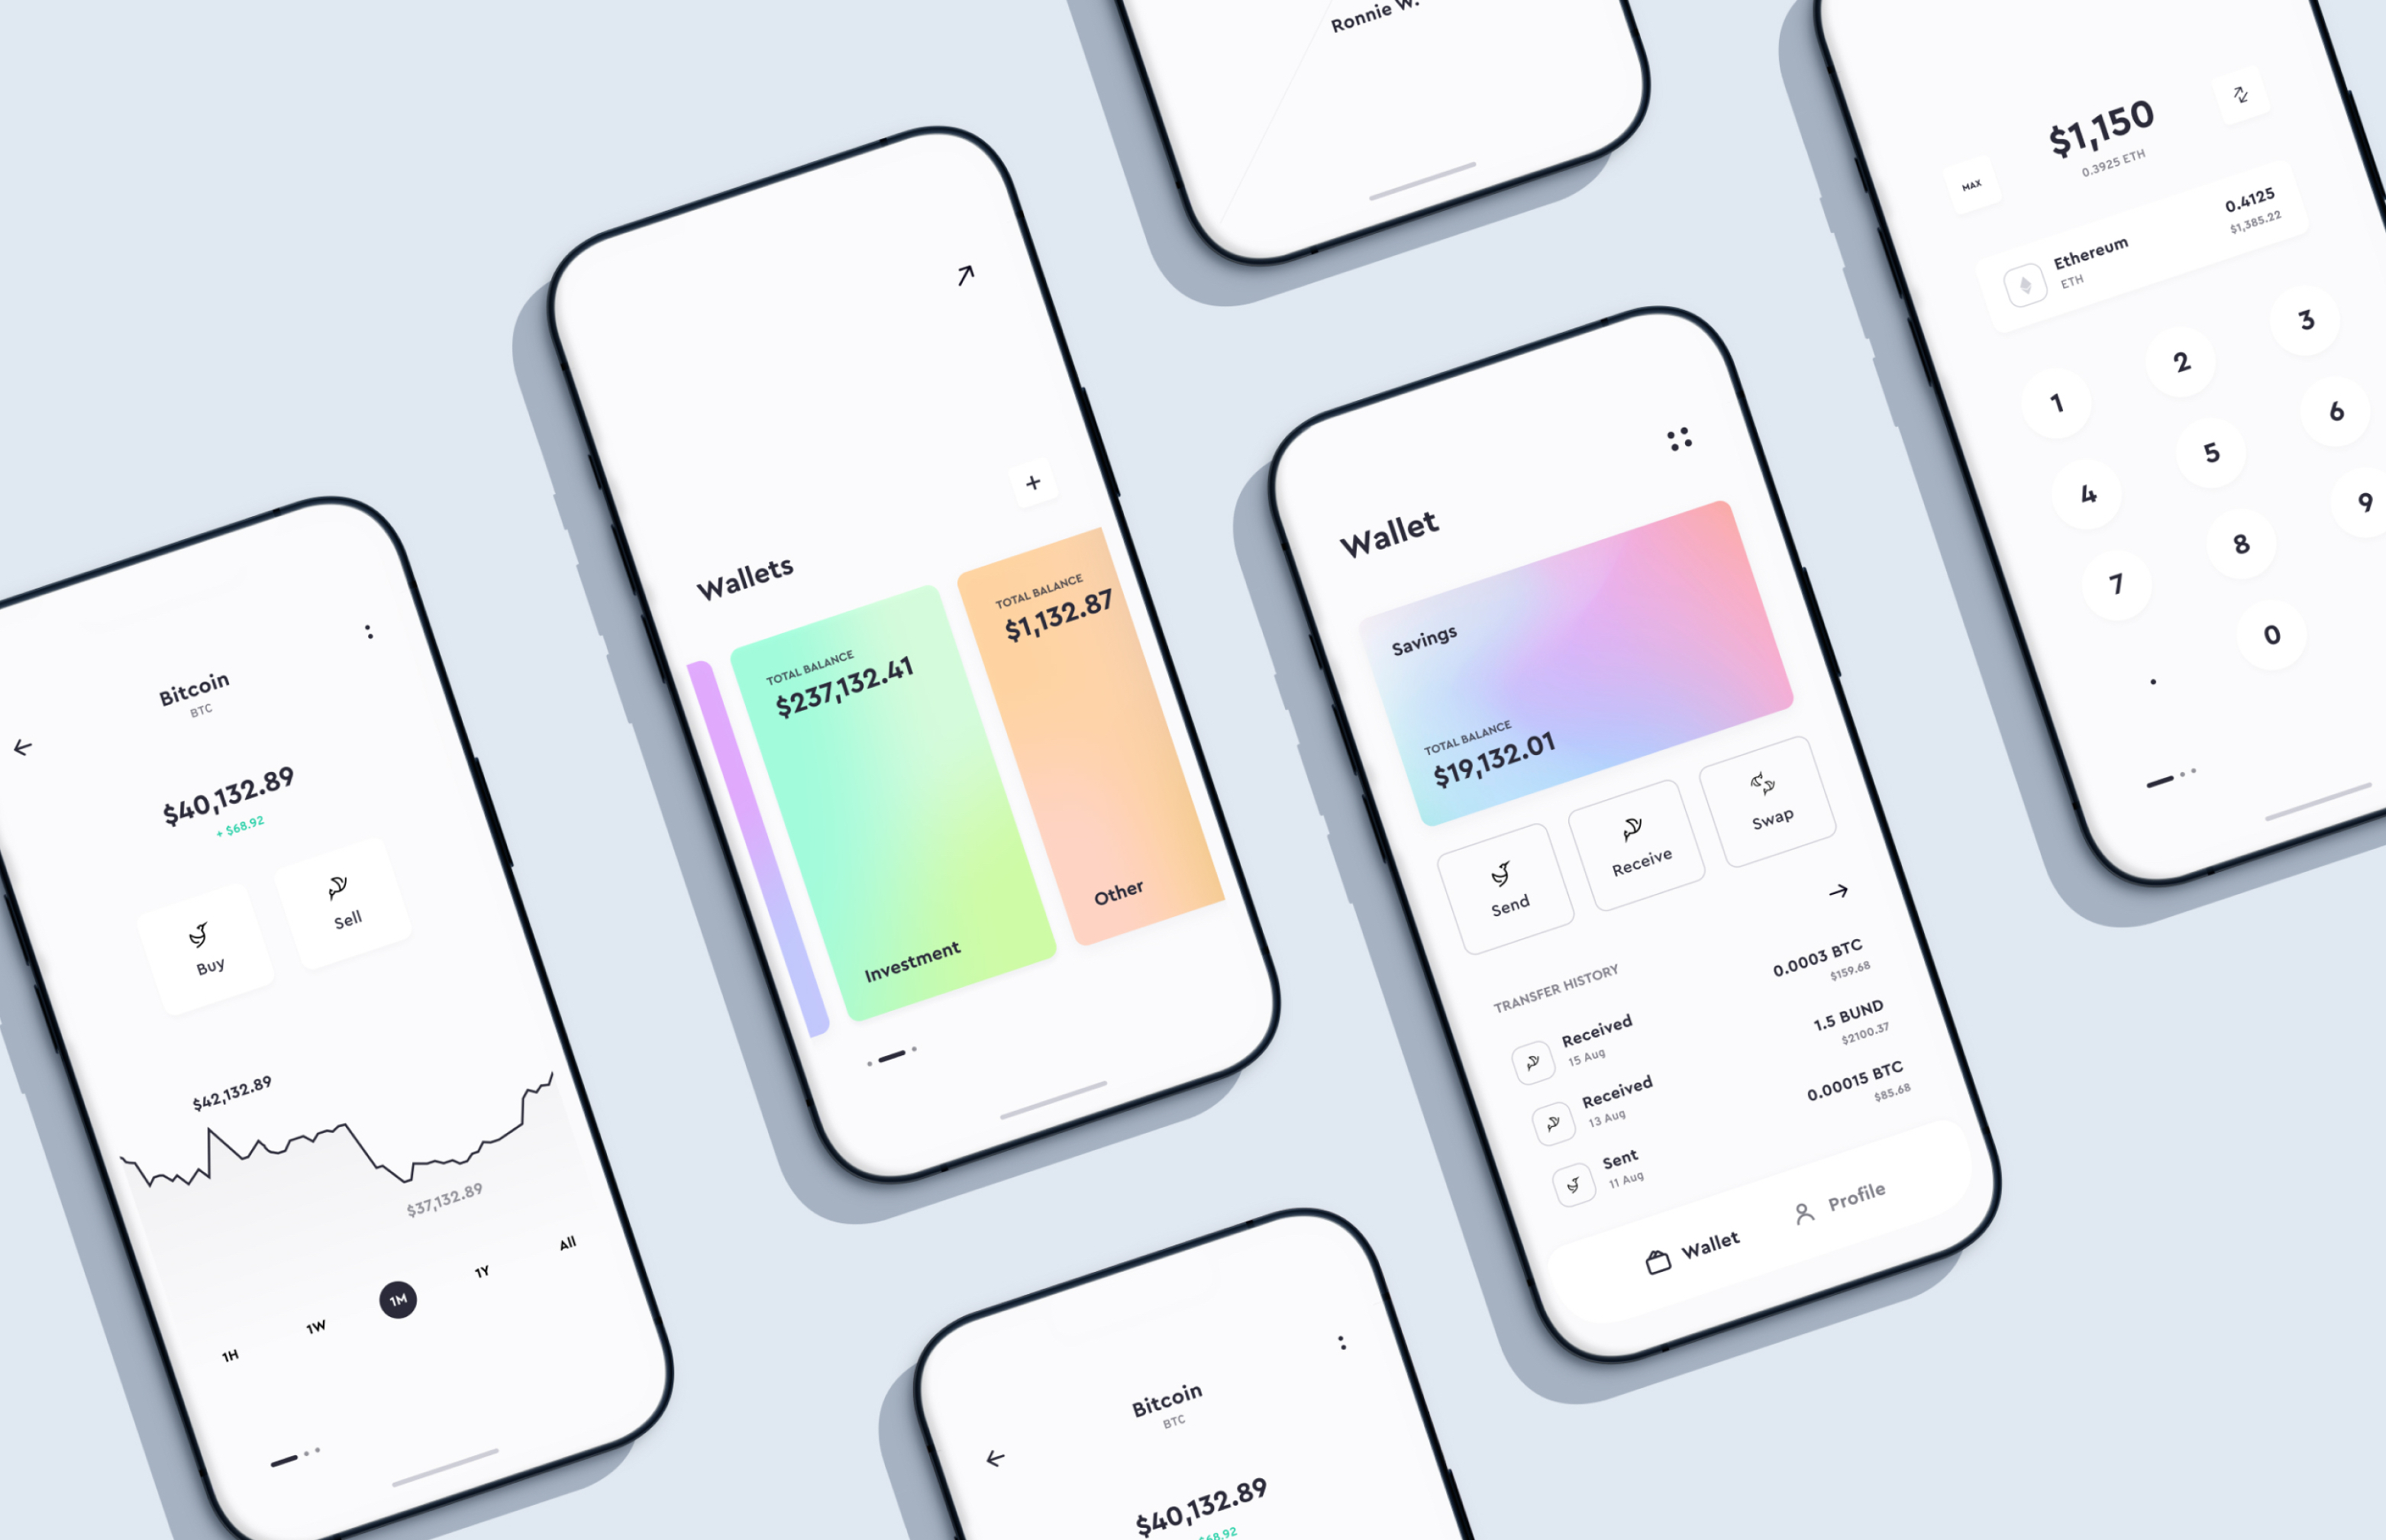 Bitcoin
BTC
$40,132.89
+ $68.92
Buy
Sell
$42,132.89
$37,132.89
1H
1W
1M
1Y
All
Wallets
TOTAL BALANCE
$237,132.41
Investment
TOTAL BALANCE
$1,132.87
Other
Ronnie W.
Bitcoin
BTC
$40,132.89
$68.92
Wallet
Savings
TOTAL BALANCE
$19,132.01
Send
Receive
Swap
TRANSFER HISTORY
Received
15 Aug
0.0003 BTC
$159.68
Received
13 Aug
1.5 BUND
$2100.37
Sent
11 Aug
0.00015 BTC
$85.68
Wallet
Profile
MAX
$1,150
0.3925 ETH
Ethereum
ETH
0.4125
$1,385.22
1
2
3
4
5
6
7
8
9
.
0